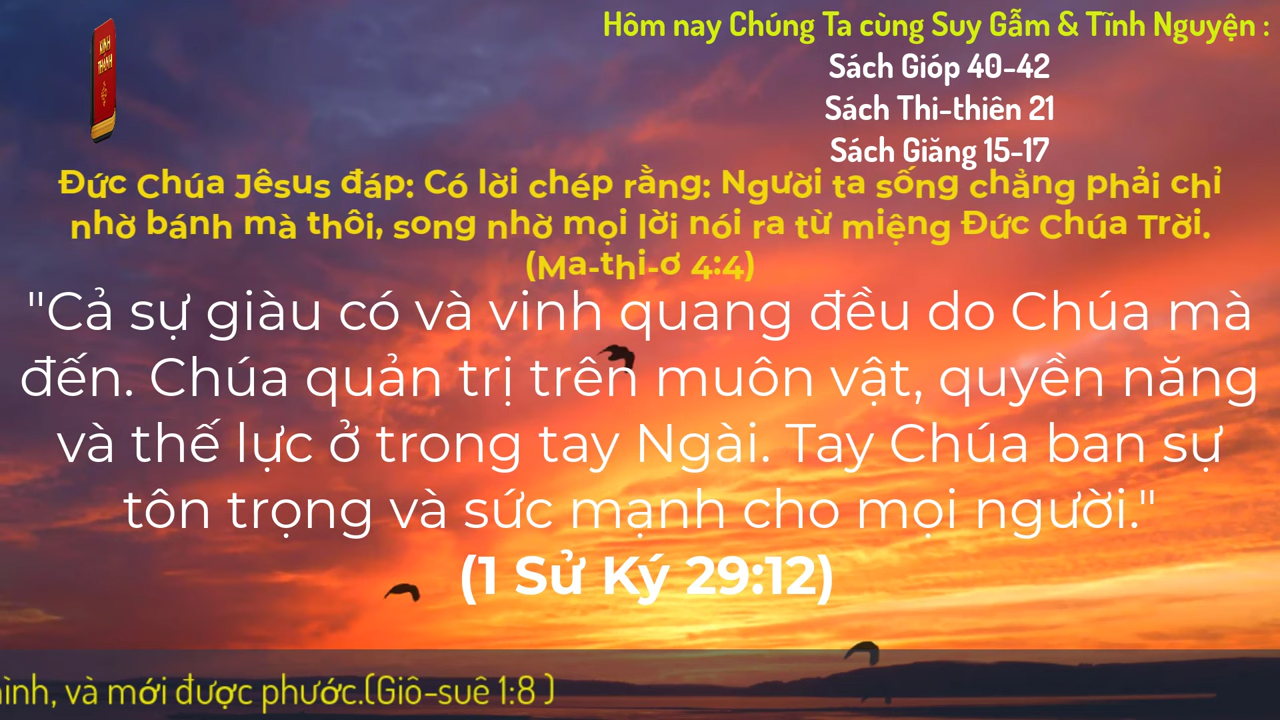 Hôm nay Chúng Ta cùng Suy Gẫm & Tĩnh Nguyện :
KINH
THÁNH
Sách Gióp 40-42
Sách Thi-thiên 21
Sách Giăng 15-17
Đức Chúa Jêsus đáp: Có lời chép rằng: Người ta sống chẳng phải chỉ
nhờ bánh mà thôi, song nhờ mọi lời nói ra từ miệng Đức Chúa Trời.
(Ma-thi-ơ 4:4)
"Cả sự giàu có và vinh quang đều do Chúa mà
đến. Chúa quản trị trên muôn vật, quyền năng
và thế lực ở trong tay Ngài. Tay Chúa ban sự
tôn trọng và sức mạnh cho mọi người."
(1 Sử Ký 29:12)
, và mới được phước.(Giô-suê 1:8 )